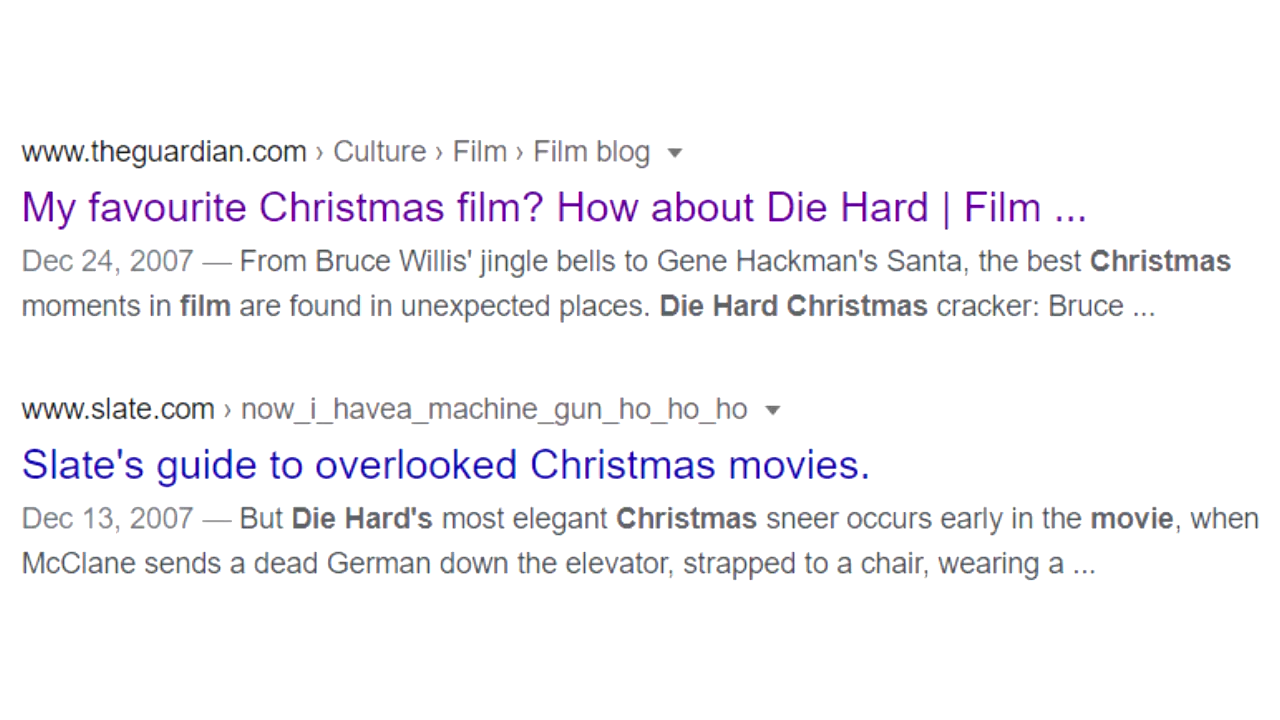 www.theguardian.com › Culture › Film › Film blog
My favourite Christmas film? How about Die Hard | Film ...
Dec 24, 2007 — From Bruce Willis' jingle bells to Gene Hackman's Santa, the best Christmas
moments in film are found in unexpected places. Die Hard Christmas cracker: Bruce ...
www.slate.com › now_i_havea_machine_gun_ho_ho_ho
Slate's guide to overlooked Christmas movies.
Dec 13, 2007 — But Die Hard's most elegant Christmas sneer occurs early in the movie, when
McClane sends a dead German down the elevator, strapped to a chair, wearing a ...